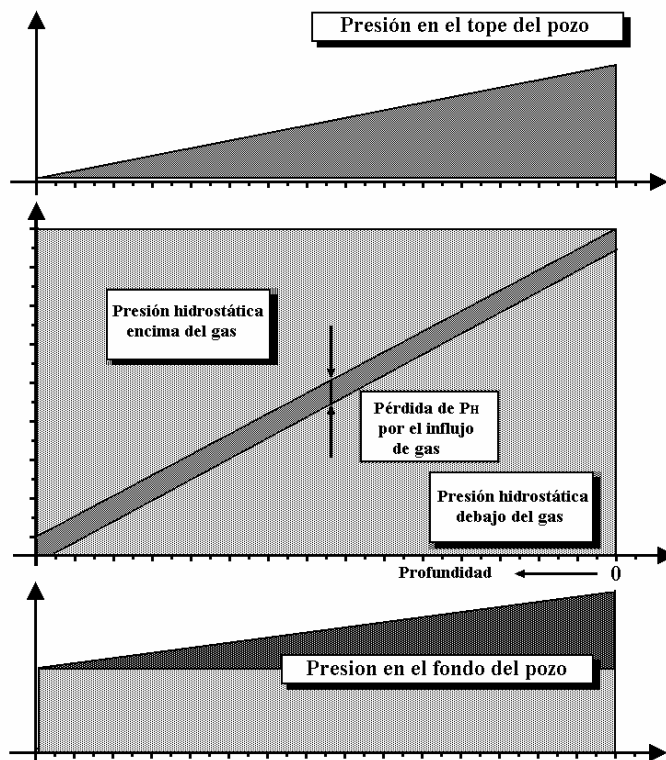 Presión en el tope del pozo
Presión hidrostática
encima del gas
Pérdida de PH
por el influjo
de gas
Presión hidrostática
debajo del gas
Profundidad
0
Presion en el fondo del pozo